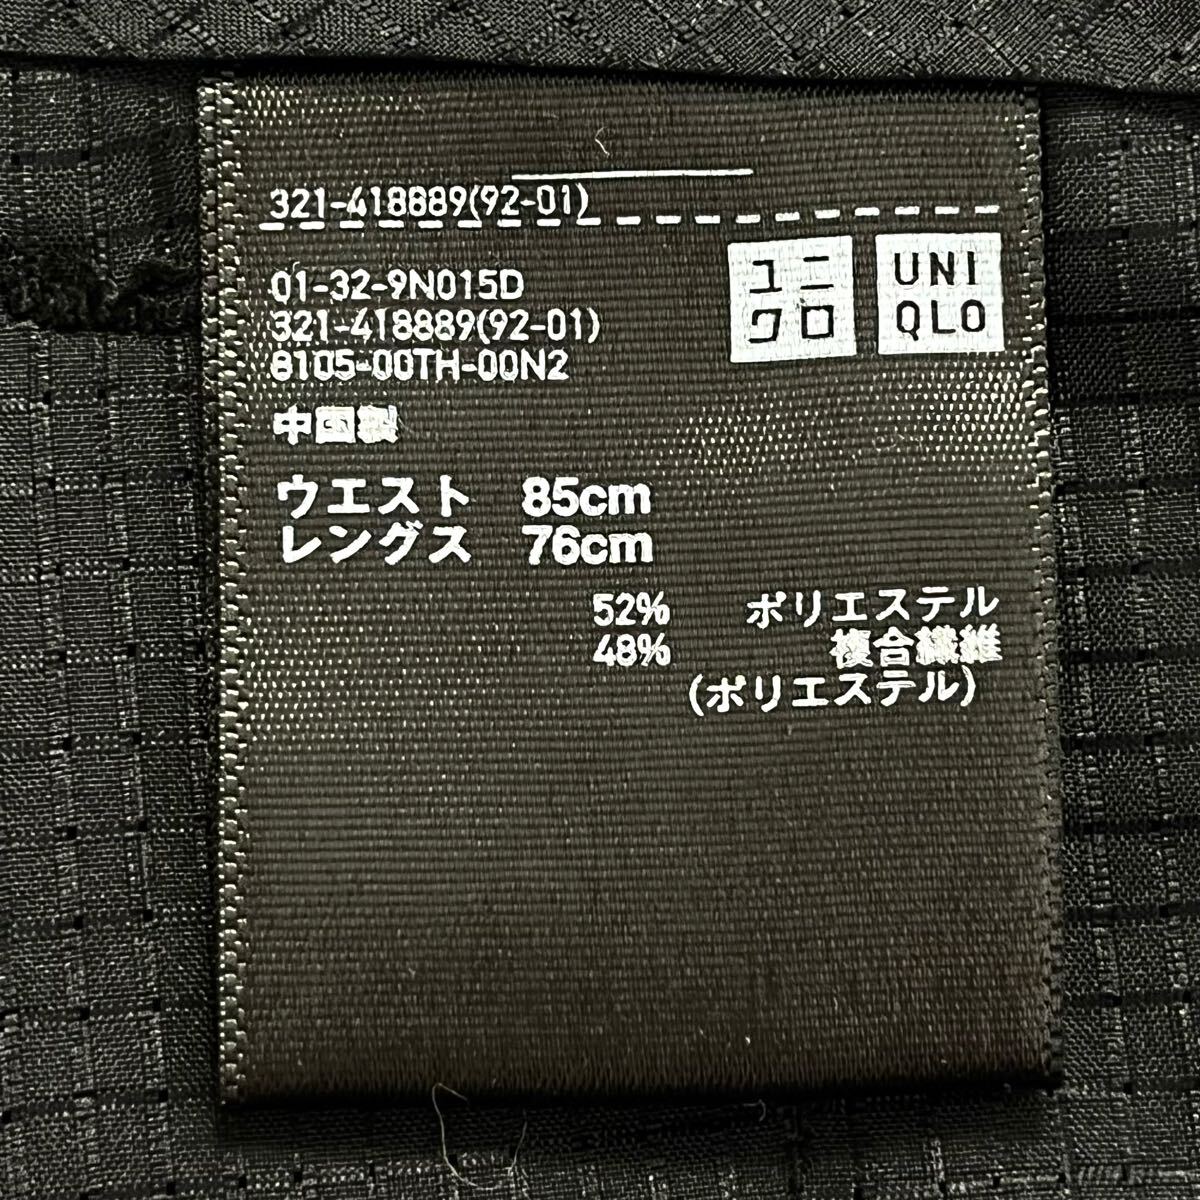 321-418889(92-01)
ユニ
クロ
UNI
QLO
01-32-9N015D
321-418889(92-01)
8105-00TH-00N2
中国製
ウエスト 85cm
レングス 76cm
52% ポリエステル
48% 複合繊維
(ポリエステル)